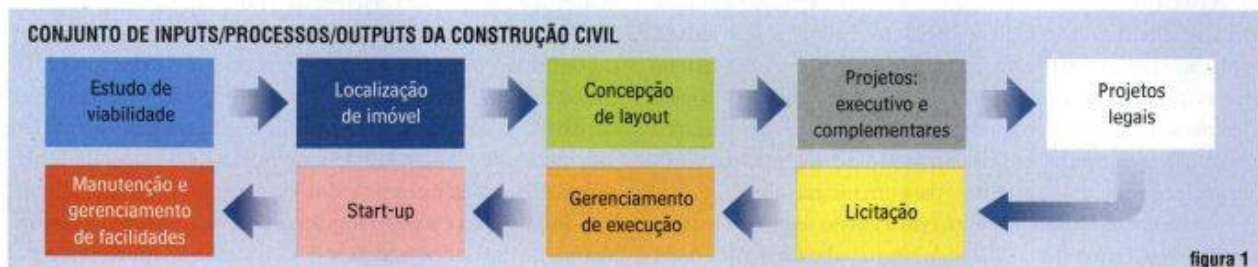 CONJUNTO DE INPUTS/PROCESSOS/OUTPUTS DA CONSTRUÇÃO CIVIL
Estudo de
viabilidade
Localização
de imóvel
Concepção
de layout
Projetos:
executivo e
complementares
Projetos
legais
Licitação
Gerenciamento
de execução
Start-up
Manutenção e
gerenciamento
de facilidades
figura 1